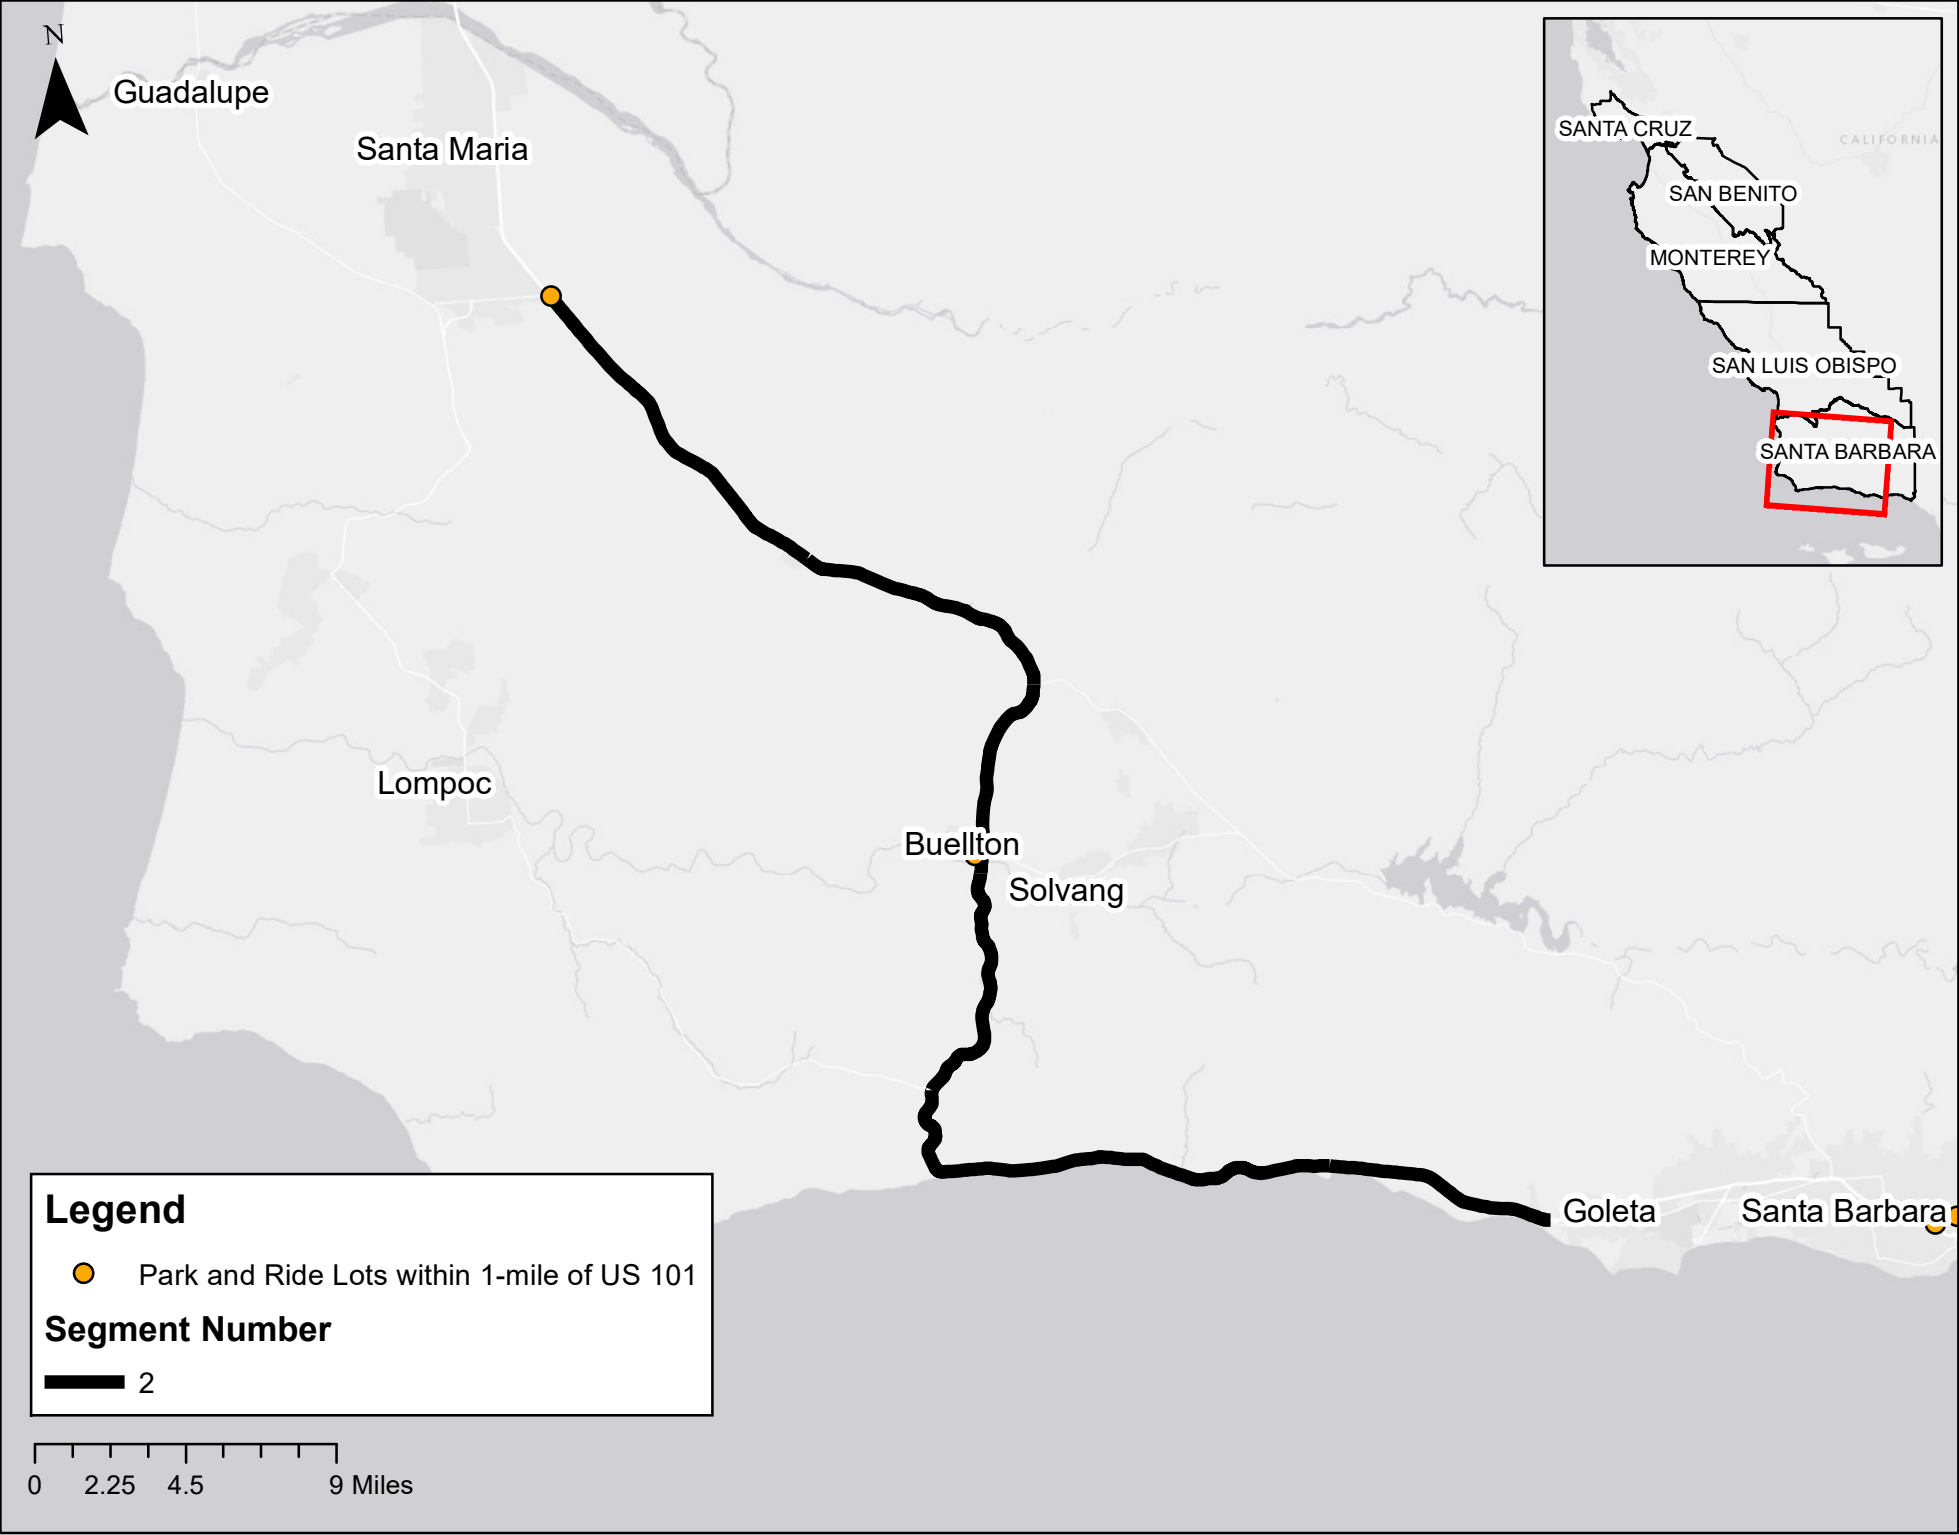 N
Guadalupe
Santa Maria
SANTA CRUZ
CALIFORNIA
SAN BENITO
MONTEREY
SAN LUIS OBISPO
SANTA BARBARA
Lompoc
Buellton
Solvang
Goleta
Santa Barbara
Legend
Park and Ride Lots within 1-mile of US 101
Segment Number
2
0 2.25 4.5 9 Miles